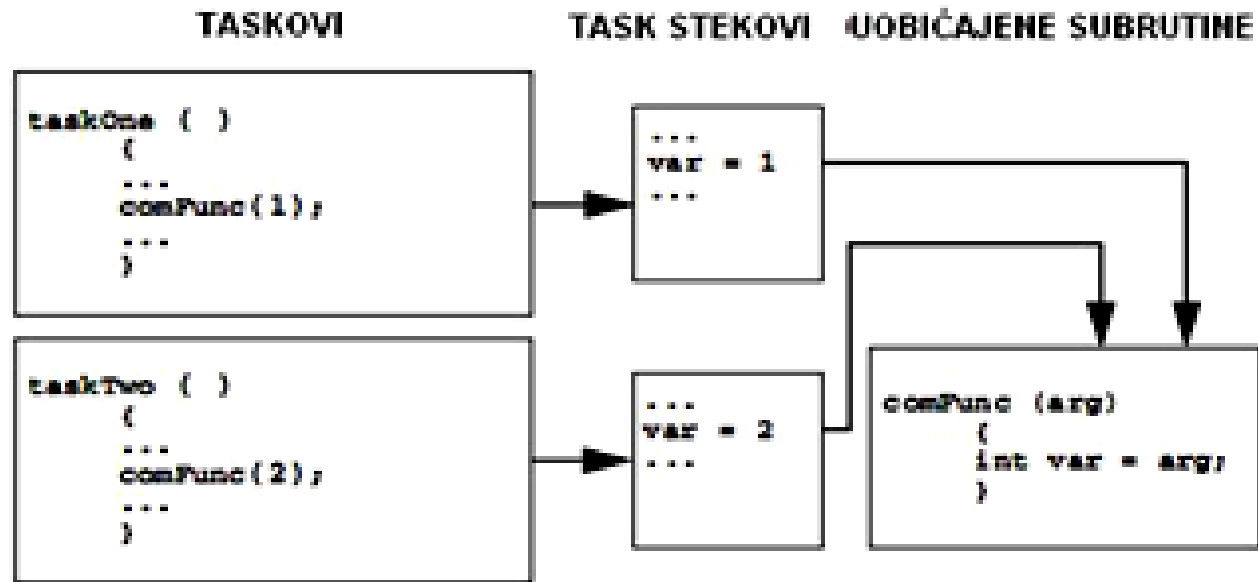 TASKOVI
TASK STEKOVI
UOBIČAJENE SUBRUTINE
taskOne ( )
{
...
comFunc(1);
...
}
...
var = 1
...
taskTwo ( )
{
...
comFunc(2);
...
}
...
var = 2
...
comFunc (arg)
{
int var = arg;
}